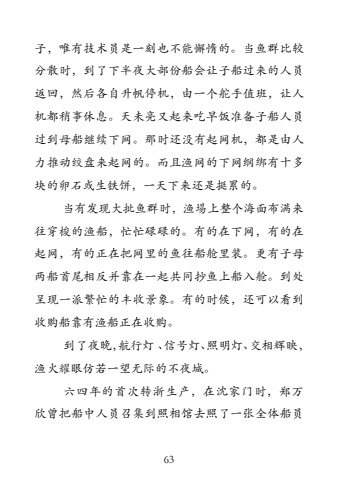 子，唯有技术员是一刻也不能懈惰的。当鱼群比较
分散时，到了下半夜大部份船会让子船过来的人员
返回，然后各自升帆停机，由一个舵手值班，让人
机都稍事休息。天未亮又起来吃早饭准备子船人员
过到母船继续下网。那时还没有起网机，都是由人
力推动绞盘来起网的。而且渔网的下网纲绑有十多
块的卵石或生铁饼，一天下来还是挺累的。
当有发现大批鱼群时，渔埸上整个海面布满来
往穿梭的渔船，忙忙碌碌的。有的在下网，有的在
起网，有的正在把网里的鱼往船舱里装。更有子母
两船首尾相反并靠在一起共同抄鱼上船入舱。到处
呈现一派繁忙的丰收景象。有的时候，还可以看到
收购船靠有渔船正在收购。
到了夜晚，航行灯、信号灯、照明灯、交相辉映，
渔火耀眼仿若一望无际的不夜城。
六四年的首次转浙生产，在沈家门时，郑万
欣曾把船中人员召集到照相馆去照了一张全体船员
63